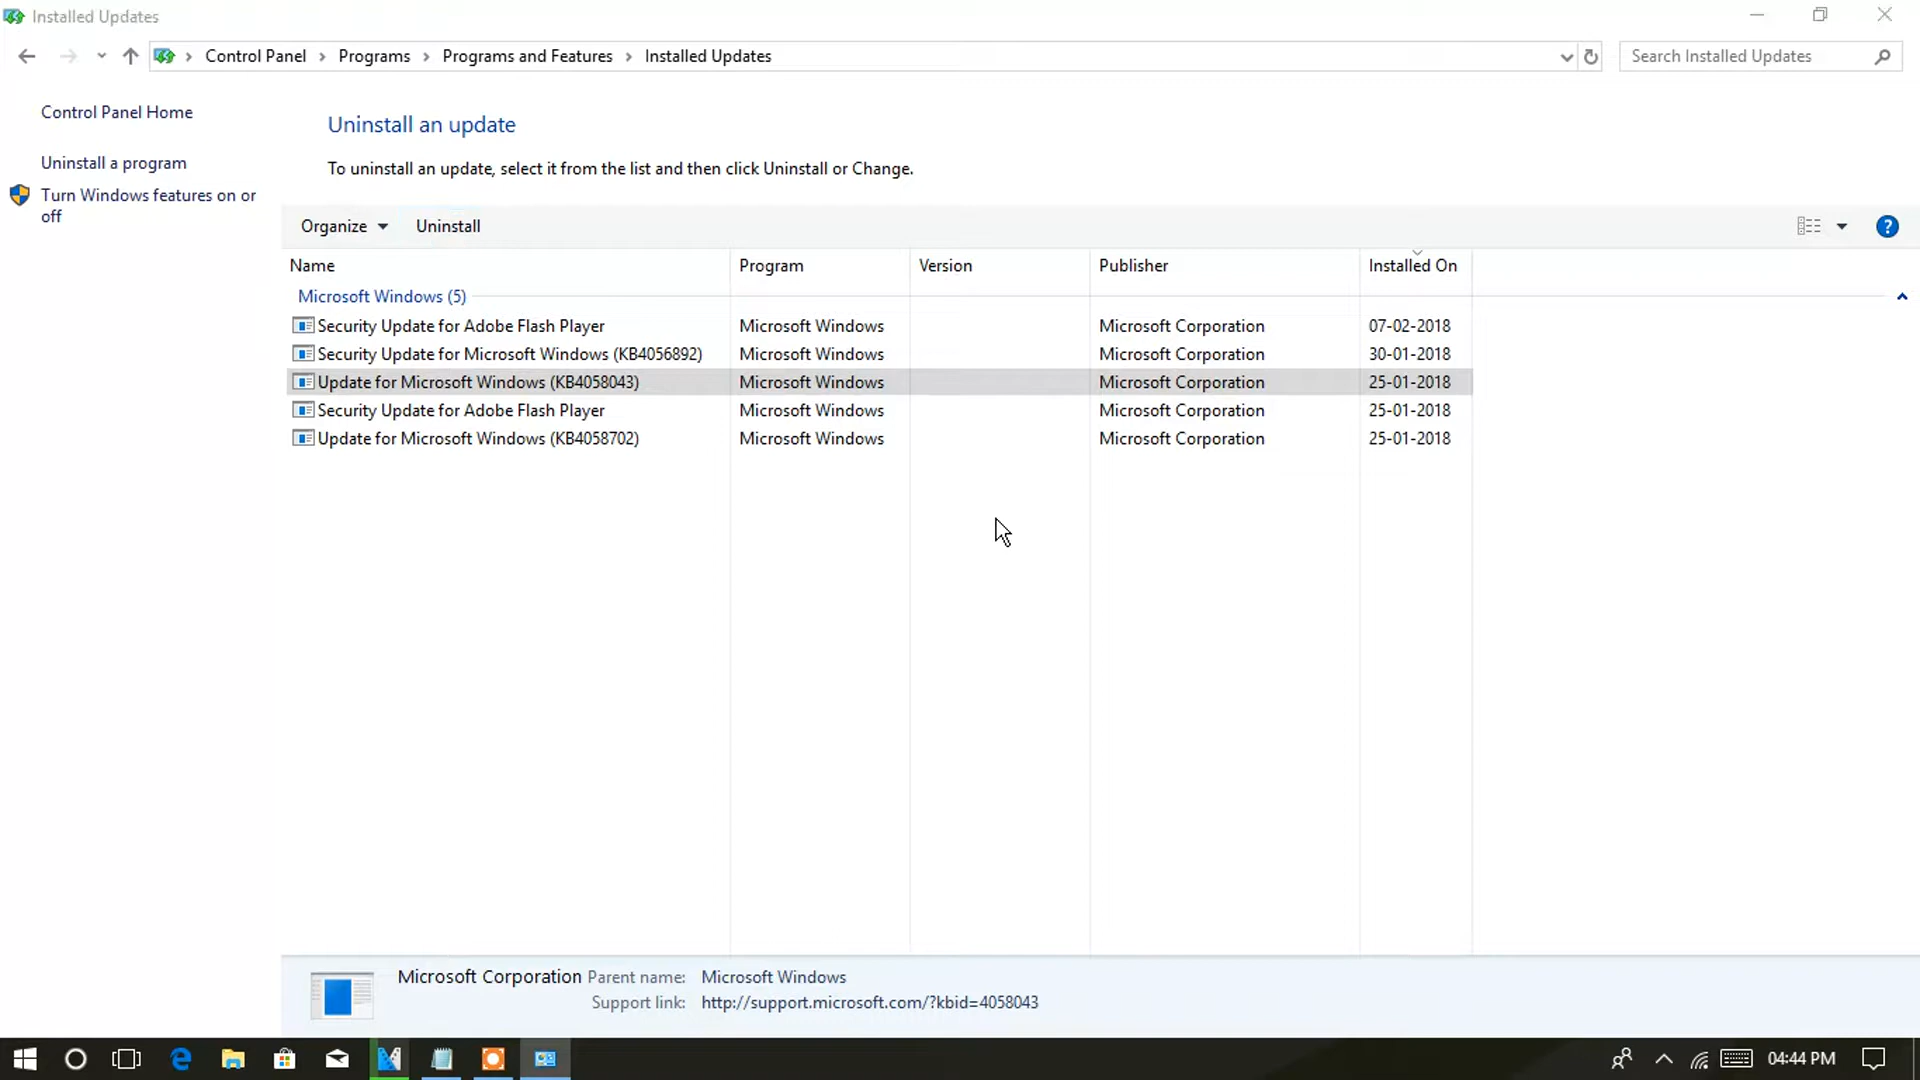 Installed Updates
Control Panel > Programs > Programs and Features > Installed Updates
Search Installed Updates
Control Panel Home
Uninstall a program
Turn Windows features on or
off
Uninstall an update
To uninstall an update, select it from the list and then click Uninstall or Change.
Organize Uninstall
?
Name Program Version Publisher Installed On
Microsoft Windows (5)
Security Update for Adobe Flash Player Microsoft Windows Microsoft Corporation 07-02-2018
Security Update for Microsoft Windows (KB4056892) Microsoft Windows Microsoft Corporation 30-01-2018
Update for Microsoft Windows (KB4058043) Microsoft Windows Microsoft Corporation 25-01-2018
Security Update for Adobe Flash Player Microsoft Windows Microsoft Corporation 25-01-2018
Update for Microsoft Windows (KB4058702) Microsoft Windows Microsoft Corporation 25-01-2018
Microsoft Corporation Parent name: Microsoft Windows
Support link: http://support.microsoft.com/?kbid=4058043
04:44 PM